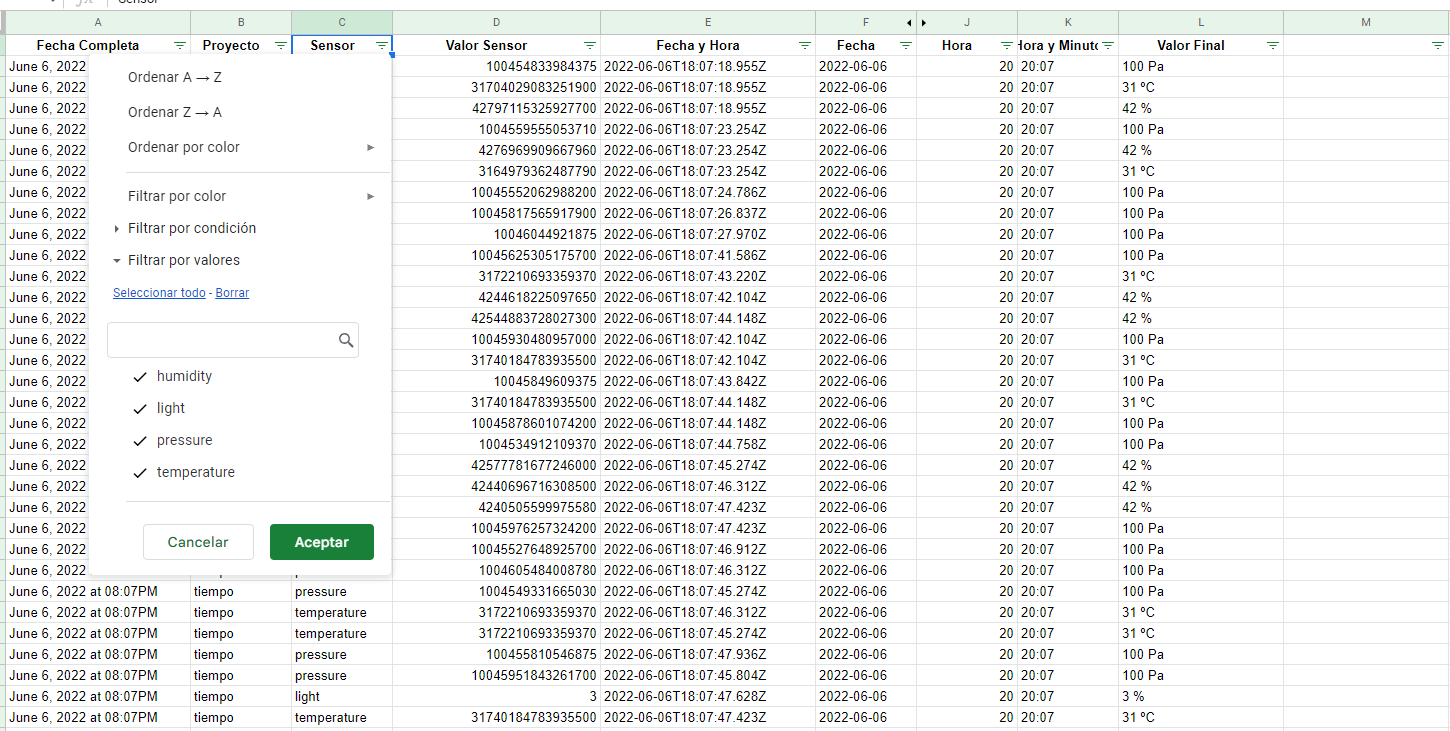 Sensor
A B C D E F J K L M
Fecha Completa Proyecto Sensor Valor Sensor Fecha y Hora Fecha Hora Hora y Minuto Valor Final
June 6, 2022 100454833984375 2022-06-06T18:07:18.955Z 2022-06-06 20 20:07 100 Pa
Ordenar A → Z
June 6, 2022 31704029083251900 2022-06-06T18:07:18.955Z 2022-06-06 20 20:07 31 ºC
June 6, 2022 42797115325927700 2022-06-06T18:07:18.955Z 2022-06-06 20 20:07 42 %
Ordenar Z → A
June 6, 2022 1004559555053710 2022-06-06T18:07:23.254Z 2022-06-06 20 20:07 100 Pa
Ordenar por color
June 6, 2022 4276969909667960 2022-06-06T18:07:23.254Z 2022-06-06 20 20:07 42 %
June 6, 2022 3164979362487790 2022-06-06T18:07:23.254Z 2022-06-06 20 20:07 31 ºC
Filtrar por color
June 6, 2022 10045552062988200 2022-06-06T18:07:24.786Z 2022-06-06 20 20:07 100 Pa
June 6, 2022 10045817565917900 2022-06-06T18:07:26.837Z 2022-06-06 20 20:07 100 Pa
Filtrar por condición
June 6, 2022 10046044921875 2022-06-06T18:07:27.970Z 2022-06-06 20 20:07 100 Pa
Filtrar por valores
June 6, 2022 10045625305175700 2022-06-06T18:07:41.586Z 2022-06-06 20 20:07 100 Pa
June 6, 2022 3172210693359370 2022-06-06T18:07:43.220Z 2022-06-06 20 20:07 31 ºC
Seleccionar todo - Borrar
June 6, 2022 4244618225097650 2022-06-06T18:07:42.104Z 2022-06-06 20 20:07 42 %
June 6, 2022 42544883728027300 2022-06-06T18:07:44.148Z 2022-06-06 20 20:07 42 %
June 6, 2022 10045930480957000 2022-06-06T18:07:42.104Z 2022-06-06 20 20:07 100 Pa
June 6, 2022 31740184783935500 2022-06-06T18:07:42.104Z 2022-06-06 20 20:07 31 ºC
humidity
June 6, 2022 10045849609375 2022-06-06T18:07:43.842Z 2022-06-06 20 20:07 100 Pa
June 6, 2022 31740184783935500 2022-06-06T18:07:44.148Z 2022-06-06 20 20:07 31 ºC
light
June 6, 2022 10045878601074200 2022-06-06T18:07:44.148Z 2022-06-06 20 20:07 100 Pa
pressure
June 6, 2022 1004534912109370 2022-06-06T18:07:44.758Z 2022-06-06 20 20:07 100 Pa
June 6, 2022 42577781677246000 2022-06-06T18:07:45.274Z 2022-06-06 20 20:07 42 %
temperature
June 6, 2022 42440696716308500 2022-06-06T18:07:46.312Z 2022-06-06 20 20:07 42 %
June 6, 2022 4240505599975580 2022-06-06T18:07:47.423Z 2022-06-06 20 20:07 42 %
June 6, 2022 10045976257324200 2022-06-06T18:07:47.423Z 2022-06-06 20 20:07 100 Pa
Cancelar Aceptar
June 6, 2022 10045527648925700 2022-06-06T18:07:46.912Z 2022-06-06 20 20:07 100 Pa
June 6, 2022 1004605484008780 2022-06-06T18:07:46.312Z 2022-06-06 20 20:07 100 Pa
June 6, 2022 at 08:07PM tiempo pressure 1004549331665030 2022-06-06T18:07:45.274Z 2022-06-06 20 20:07 100 Pa
June 6, 2022 at 08:07PM tiempo temperature 3172210693359370 2022-06-06T18:07:46.312Z 2022-06-06 20 20:07 31 ºC
June 6, 2022 at 08:07PM tiempo temperature 3172210693359370 2022-06-06T18:07:45.274Z 2022-06-06 20 20:07 31 ºC
June 6, 2022 at 08:07PM tiempo pressure 100455810546875 2022-06-06T18:07:47.936Z 2022-06-06 20 20:07 100 Pa
June 6, 2022 at 08:07PM tiempo pressure 10045951843261700 2022-06-06T18:07:45.804Z 2022-06-06 20 20:07 100 Pa
June 6, 2022 at 08:07PM tiempo light 3 2022-06-06T18:07:47.628Z 2022-06-06 20 20:07 3 %
June 6, 2022 at 08:07PM tiempo temperature 31740184783935500 2022-06-06T18:07:47.423Z 2022-06-06 20 20:07 31 ºC